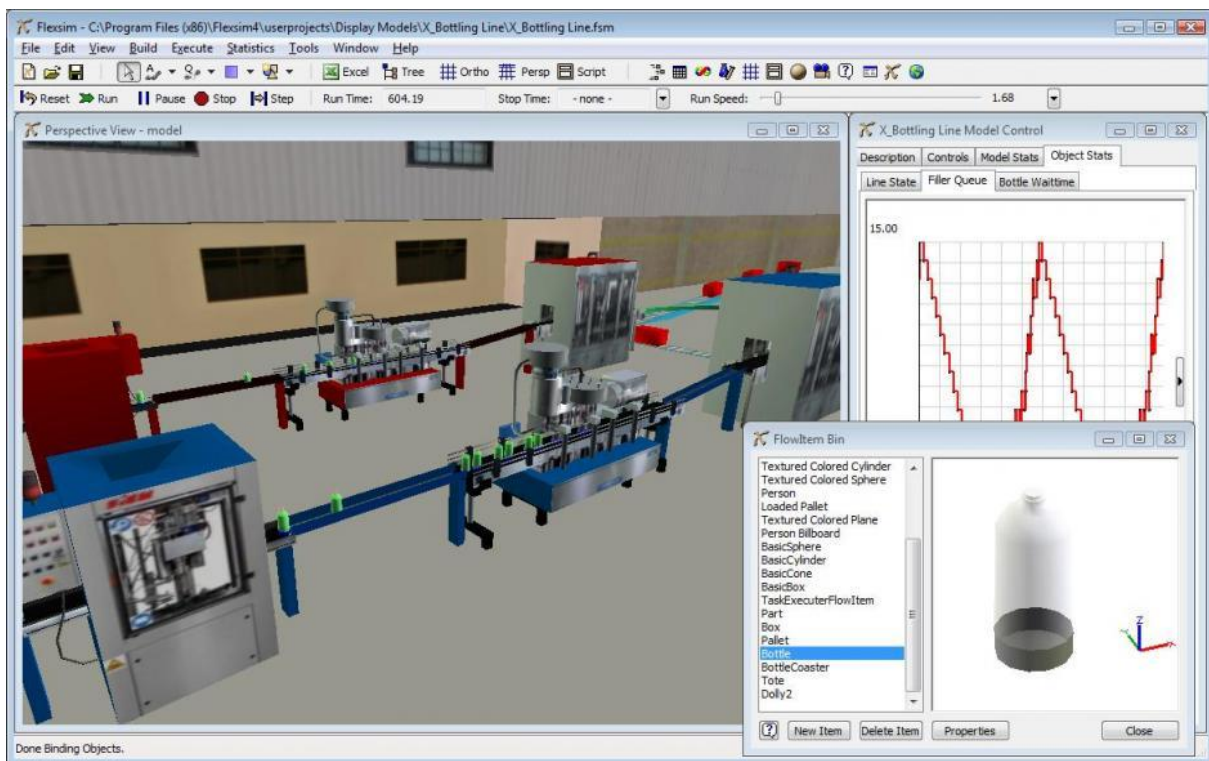 Flexsim - C:\Program Files (x86)\Flexsim4\userprojects\Display Models\X_Bottling Line\X_Bottling Line.fsm
File Edit View Build Execute Statistics Tools Window Help
Excel Tree Ortho Persp Script
Reset Run Pause Stop Step Run Time: 604.19 Stop Time: - none - Run Speed: 1.68
Perspective View - model
X_Bottling Line Model Control
Description Controls Model Stats Object Stats
Line State Filler Queue Bottle Waittime
15.00
FlowItem Bin
Textured Colored Cylinder
Textured Colored Sphere
Person
Loaded Pallet
Textured Colored Plane
Person Billboard
BasicSphere
BasicCylinder
BasicCone
BasicBox
TaskExecuterFlowItem
Part
Box
Pallet
Bottle
BottleCoaster
Tote
Dolly2
Z
Y
X
New Item Delete Item Properties Close
Done Binding Objects.